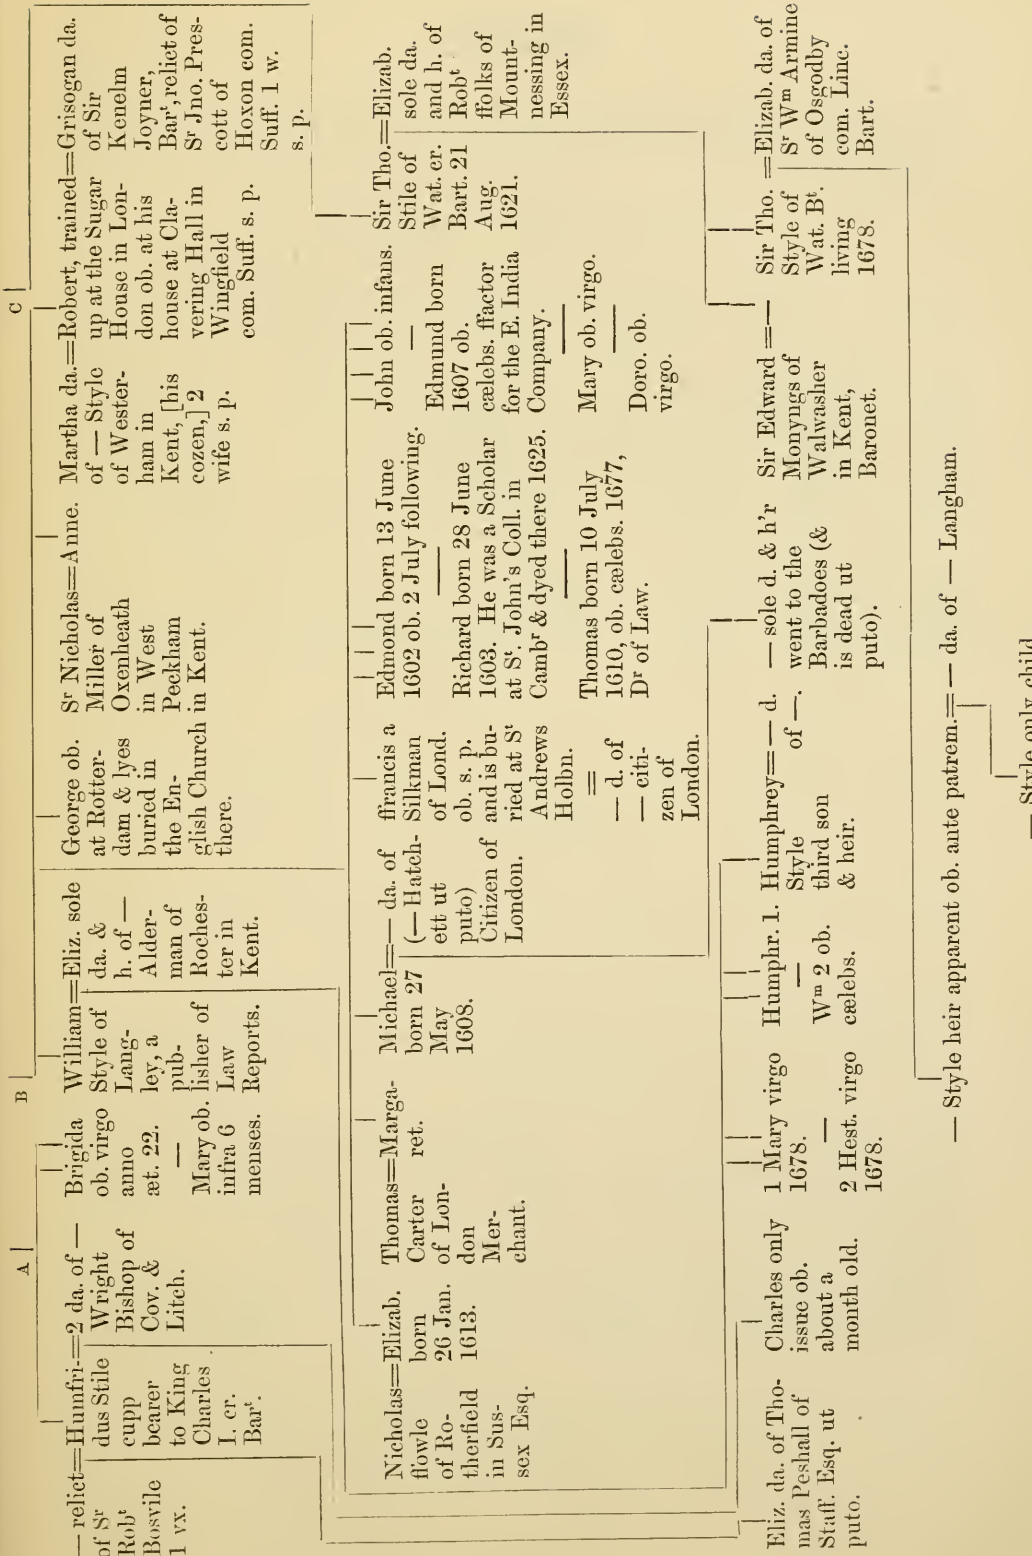 A |
B |
C |
— relict=Humfri-=2 da. of —
of Sr
Robt
Bosvile
1 vx.
dus Stile
cupp
bearer
to King
Charles
I. cr.
Bart.
Wright
Bishop of
Cov. &
Litch.
Brigida
ob. virgo
anno
æt. 22.
—
Mary ob.
infra 6
menses.
William=Eliz. sole
Style of
Lang-
ley, a
pub-
lisher of
Law
Reports.
da. &
h. of —
Alder-
man of
Roches-
ter in
Kent.
George ob.
at Rotter-
dam & lyes
buried in
the En-
glish Church
there.
Sr Nicholas=Anne.
Miller of
Oxenheath
in West
Peckham
in Kent.
Martha da.=Robert, trained=Grisogan da.
of — Style
of Wester-
ham in
Kent, [his
cozen,] 2
wife s. p.
up at the Sugar
House in Lon-
don ob. at his
house at Cla-
vering Hall in
Wingfield
com. Suff. s. p.
of Sir
Kenelm
Joyner,
Bart, relict of
Sr Jno. Pres-
cott of
Hoxon com.
Suff. 1 w.
s. p.
Nicholas=Elizab.
fflowle
of Ro-
therfield
in Sus-
sex Esq.
born
26 Jan.
1613.
Thomas=Marga-
Carter
of Lon-
don
Mer-
chant.
ret.
Michael=— da. of
born 27
May
1608.
(— Hatch-
ett ut
puto)
Citizen of
London.
ffrancis a
Silkman
of Lond.
ob. s. p.
and is bu-
ried at St
Andrews
Holbn.
=
— d. of
— citi-
zen of
London.
Edmond born 13 June
1602 ob. 2 July following.
—
Richard born 28 June
1603. He was a Scholar
at St. John's Coll. in
Cambr & dyed there 1625.
—
Thomas born 10 July
1610, ob. cælebs. 1677,
Dr of Law.
John ob. infans.
—
Edmund born
1607 ob.
cælebs. ffactor
for the E. India
Company.
—
Mary ob. virgo.
—
Doro. ob.
virgo.
Sir Tho.=Elizab.
Stile of
Wat. cr.
Bart. 21
Aug.
1621.
sole da.
and h. of
Robt
ffolks of
Mount-
nessing in
Essex.
Eliz. da. of Tho-
mas Peshall of
Staff. Esq. ut
puto.
Charles only
issue ob.
about a
month old.
1 Mary virgo
1678.
—
2 Hest. virgo
1678.
Humphr. 1.
—
Wm 2 ob.
cælebs.
Humphrey=— d.
Style
third son
& heir.
of —.
— sole d. & h'r
went to the
Barbadoes (&
is dead ut
puto).
Sir Edward=—
Monyngs of
Walwasher
in Kent,
Baronet.
Sir Tho.=Elizab. da. of
Style of
Wat. Bt.
living
1678.
Sr Wm Armine
of Osgodby
com. Linc.
Bart.
— Style heir apparent ob. ante patrem.=— da. of — Langham.
— Style only child